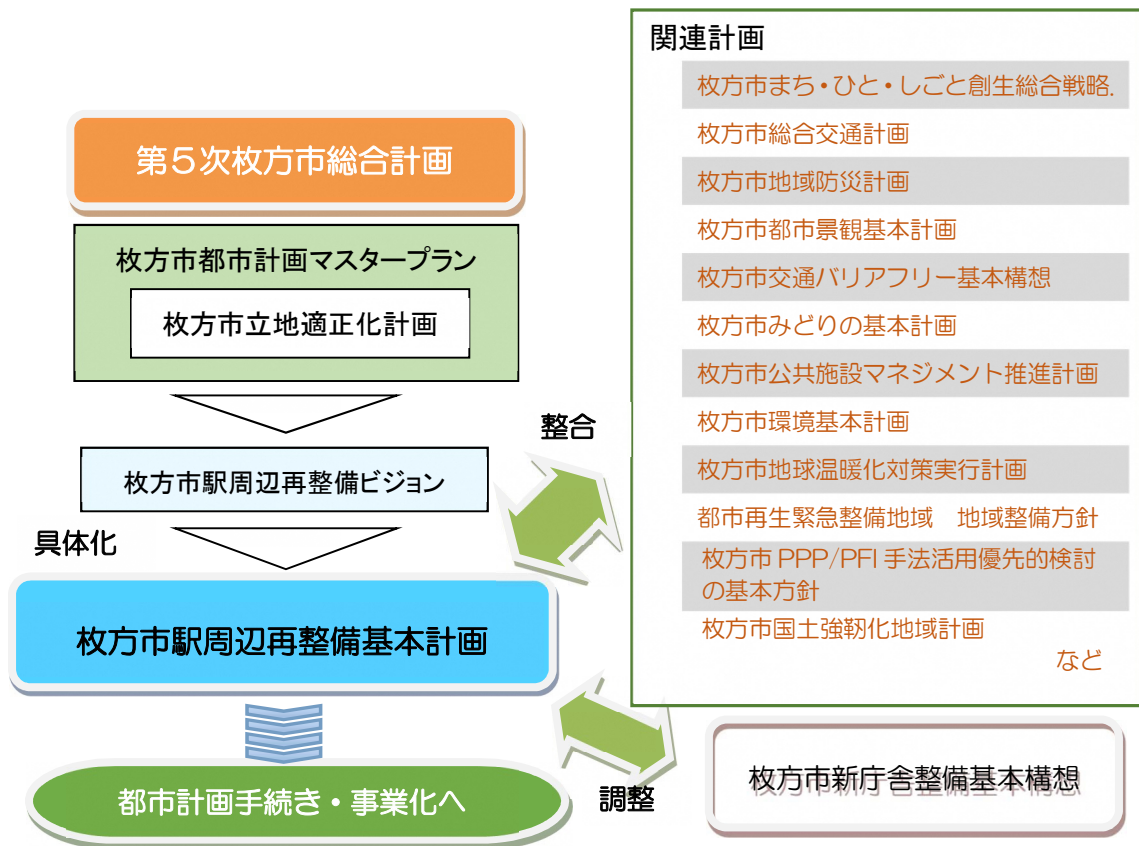 第5次枚方市総合計画
枚方市都市計画マスタープラン
枚方市立地適正化計画
枚方市駅周辺再整備ビジョン
具体化
枚方市駅周辺再整備基本計画
都市計画手続き・事業化へ
整合
調整
関連計画
枚方市まち・ひと・しごと創生総合戦略.
枚方市総合交通計画
枚方市地域防災計画
枚方市都市景観基本計画
枚方市交通バリアフリー基本構想
枚方市みどりの基本計画
枚方市公共施設マネジメント推進計画
枚方市環境基本計画
枚方市地球温暖化対策実行計画
都市再生緊急整備地域　地域整備方針
枚方市 PPP/PFI 手法活用優先的検討
の基本方針
枚方市国土強靭化地域計画
など
枚方市新庁舎整備基本構想